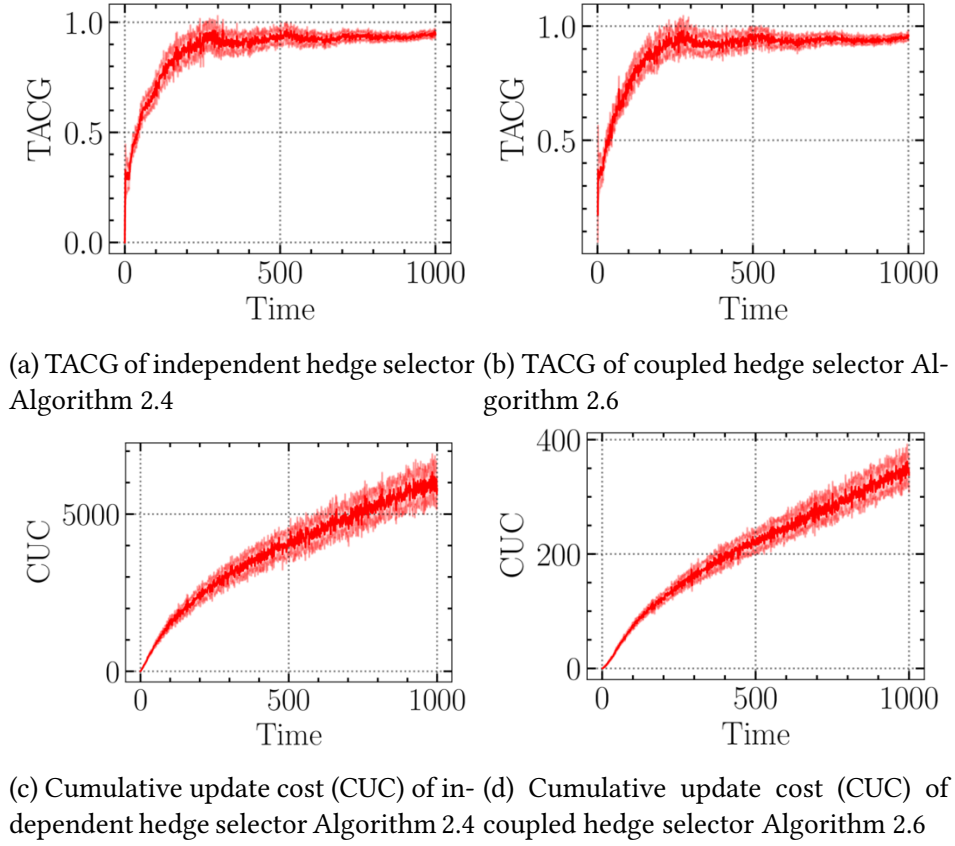 1.0
0.5
0.0
TACG
0
500
1000
Time
1.0
0.5
TACG
0
500
1000
Time
(a) TACG of independent hedge selector
Algorithm 2.4
(b) TACG of coupled hedge selector Al-
gorithm 2.6
5000
0
CUC
0
500
1000
Time
400
200
0
CUC
0
500
1000
Time
(c) Cumulative update cost (CUC) of in-
dependent hedge selector Algorithm 2.4
(d) Cumulative update cost (CUC) of
coupled hedge selector Algorithm 2.6